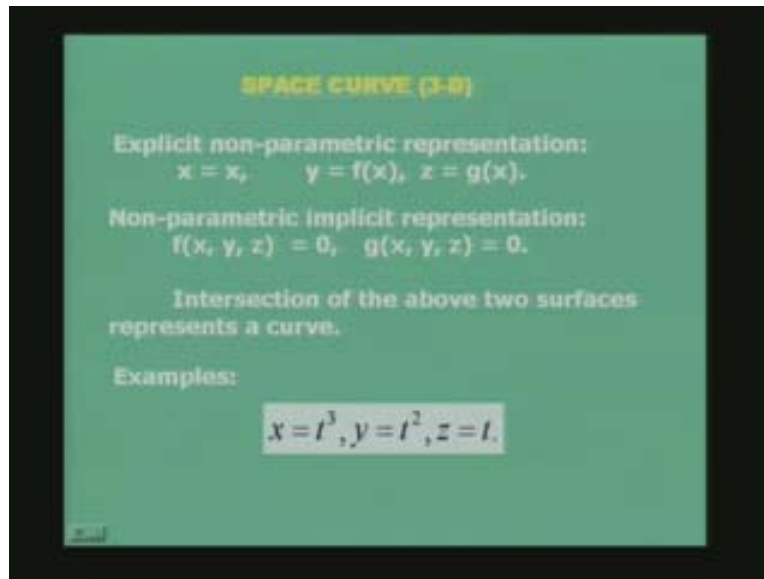 SPACE CURVE (3-D)
Explicit non-parametric representation:
x = x, y = f(x), z = g(x).
Non-parametric implicit representation:
f(x, y, z) = 0, g(x, y, z) = 0.
Intersection of the above two surfaces
represents a curve.
Examples:
x = t³, y = t², z = t.